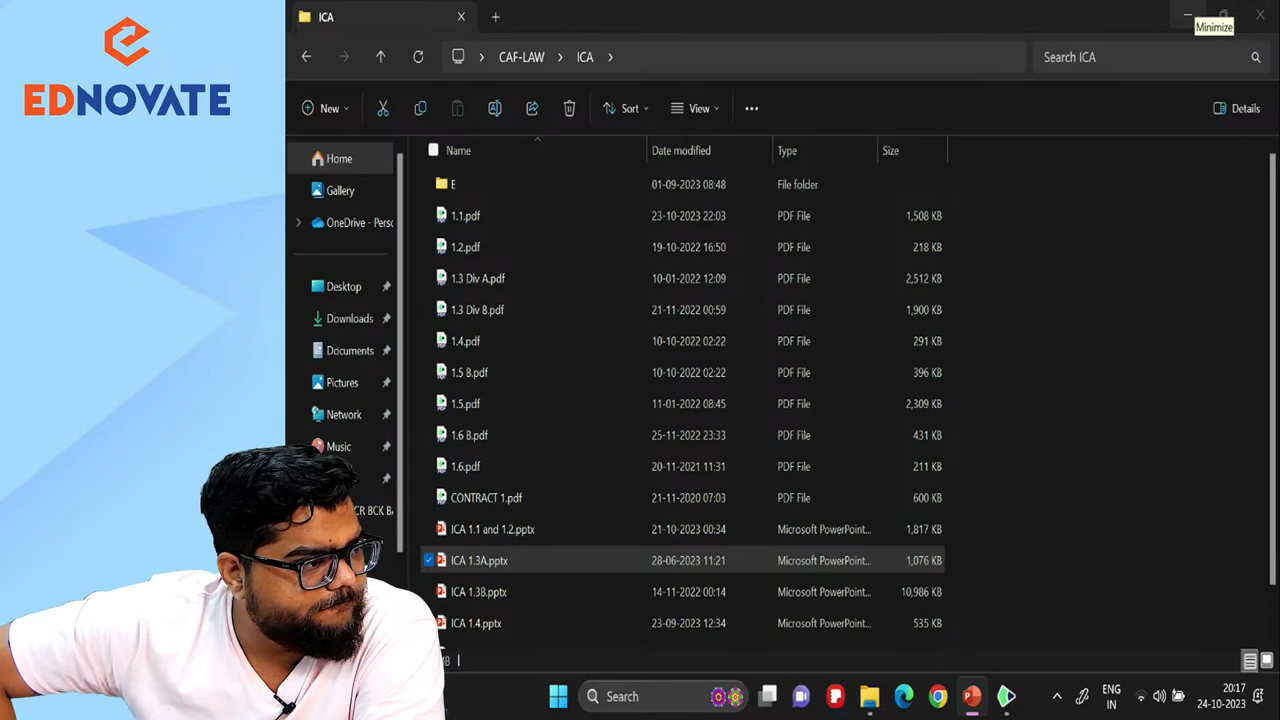 EDNOVATE
ICA
Minimize
CAF-LAW
ICA
Search ICA
New
Sort
View
Details
Name
Date modified
Type
Size
Home
Gallery
OneDrive - Persc
Desktop
Downloads
Documents
Pictures
Network
Music
E 01-09-2023 08:48 File folder
1.1.pdf 23-10-2023 22:03 PDF File 1,508 KB
1.2.pdf 19-10-2022 16:50 PDF File 218 KB
1.3 Div A.pdf 10-01-2022 12:09 PDF File 2,512 KB
1.3 Div B.pdf 21-11-2022 00:59 PDF File 1,900 KB
1.4.pdf 10-10-2022 02:22 PDF File 291 KB
1.5 B.pdf 10-10-2022 02:22 PDF File 396 KB
1.5.pdf 11-01-2022 08:45 PDF File 2,309 KB
1.6 B.pdf 25-11-2022 23:33 PDF File 431 KB
1.6.pdf 20-11-2021 11:31 PDF File 211 KB
CONTRACT 1.pdf 21-11-2020 07:03 PDF File 600 KB
ICA 1.1 and 1.2.pptx 21-10-2023 00:34 Microsoft PowerPoint... 1,817 KB
ICA 1.3A.pptx 28-06-2023 11:21 Microsoft PowerPoint... 1,076 KB
ICA 1.3B.pptx 14-11-2022 00:14 Microsoft PowerPoint... 10,986 KB
ICA 1.4.pptx 23-09-2023 12:34 Microsoft PowerPoint... 535 KB
Search
ENG
IN
20:17
24-10-2023